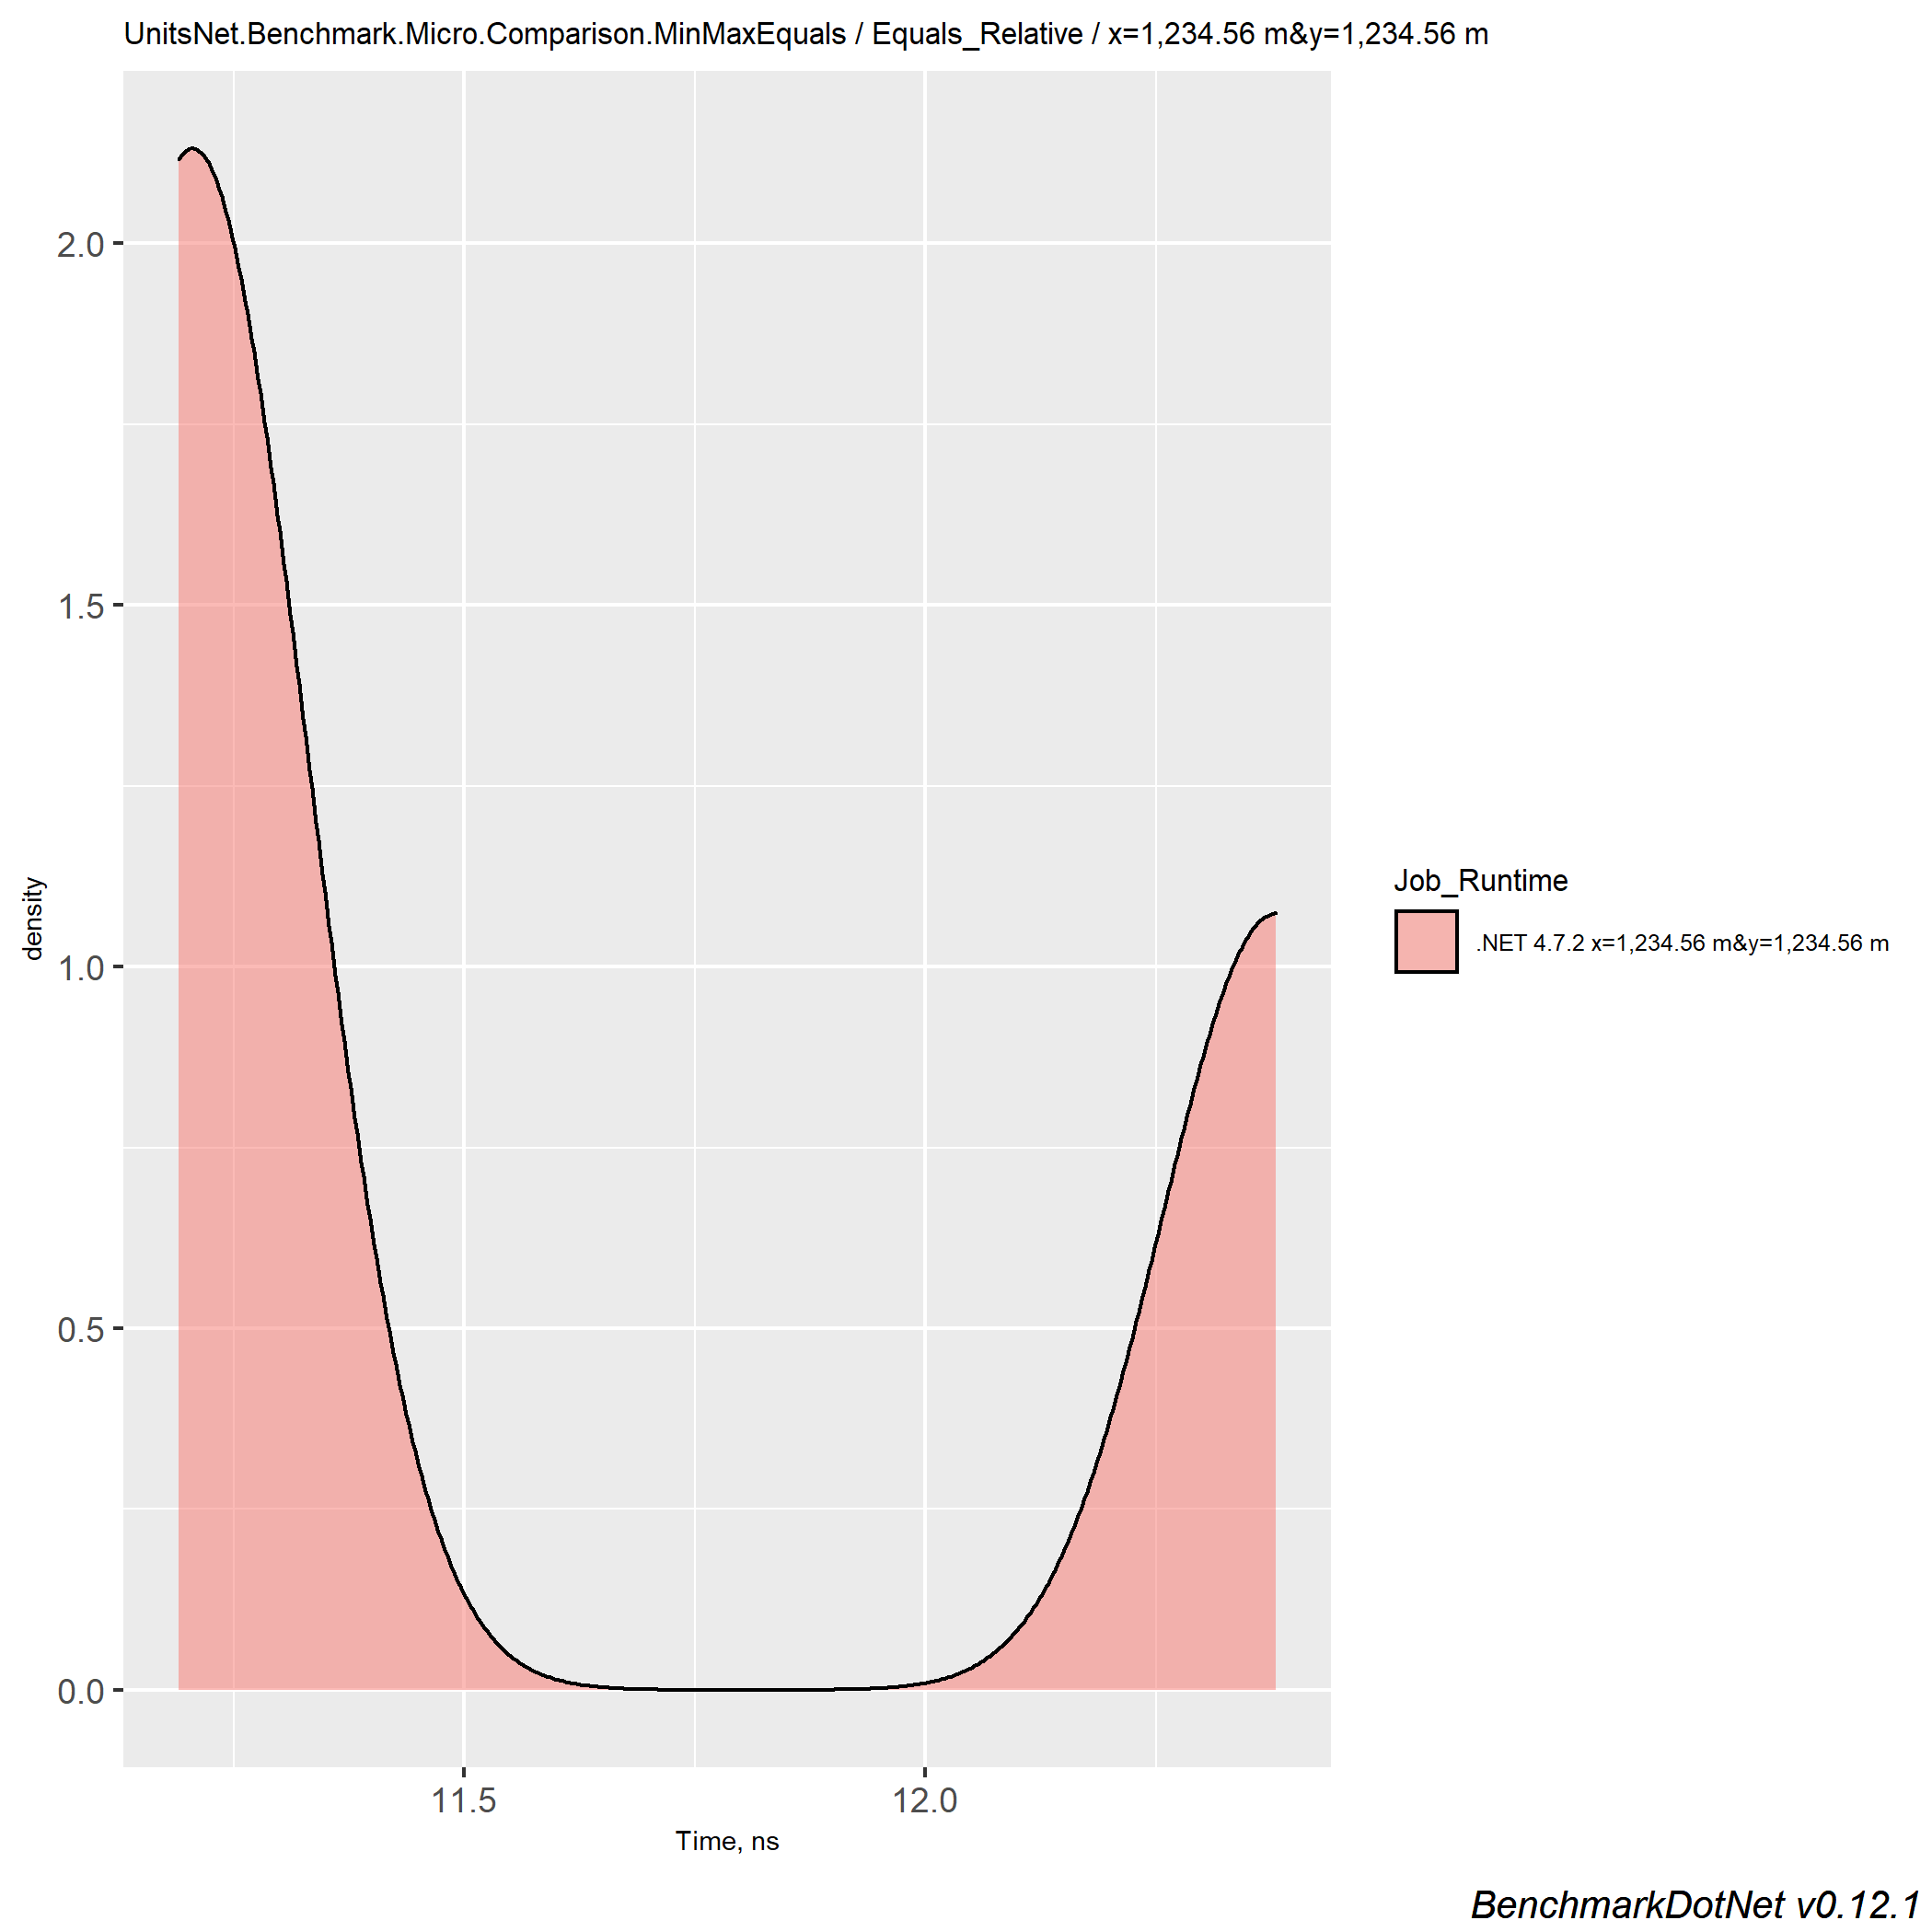 UnitsNet.Benchmark.Micro.Comparison.MinMaxEquals / Equals_Relative / x=1,234.56 m&y=1,234.56 m
2.0
1.5
1.0
0.5
0.0
density
11.5 12.0
Time, ns
Job_Runtime
.NET 4.7.2 x=1,234.56 m&y=1,234.56 m
BenchmarkDotNet v0.12.1